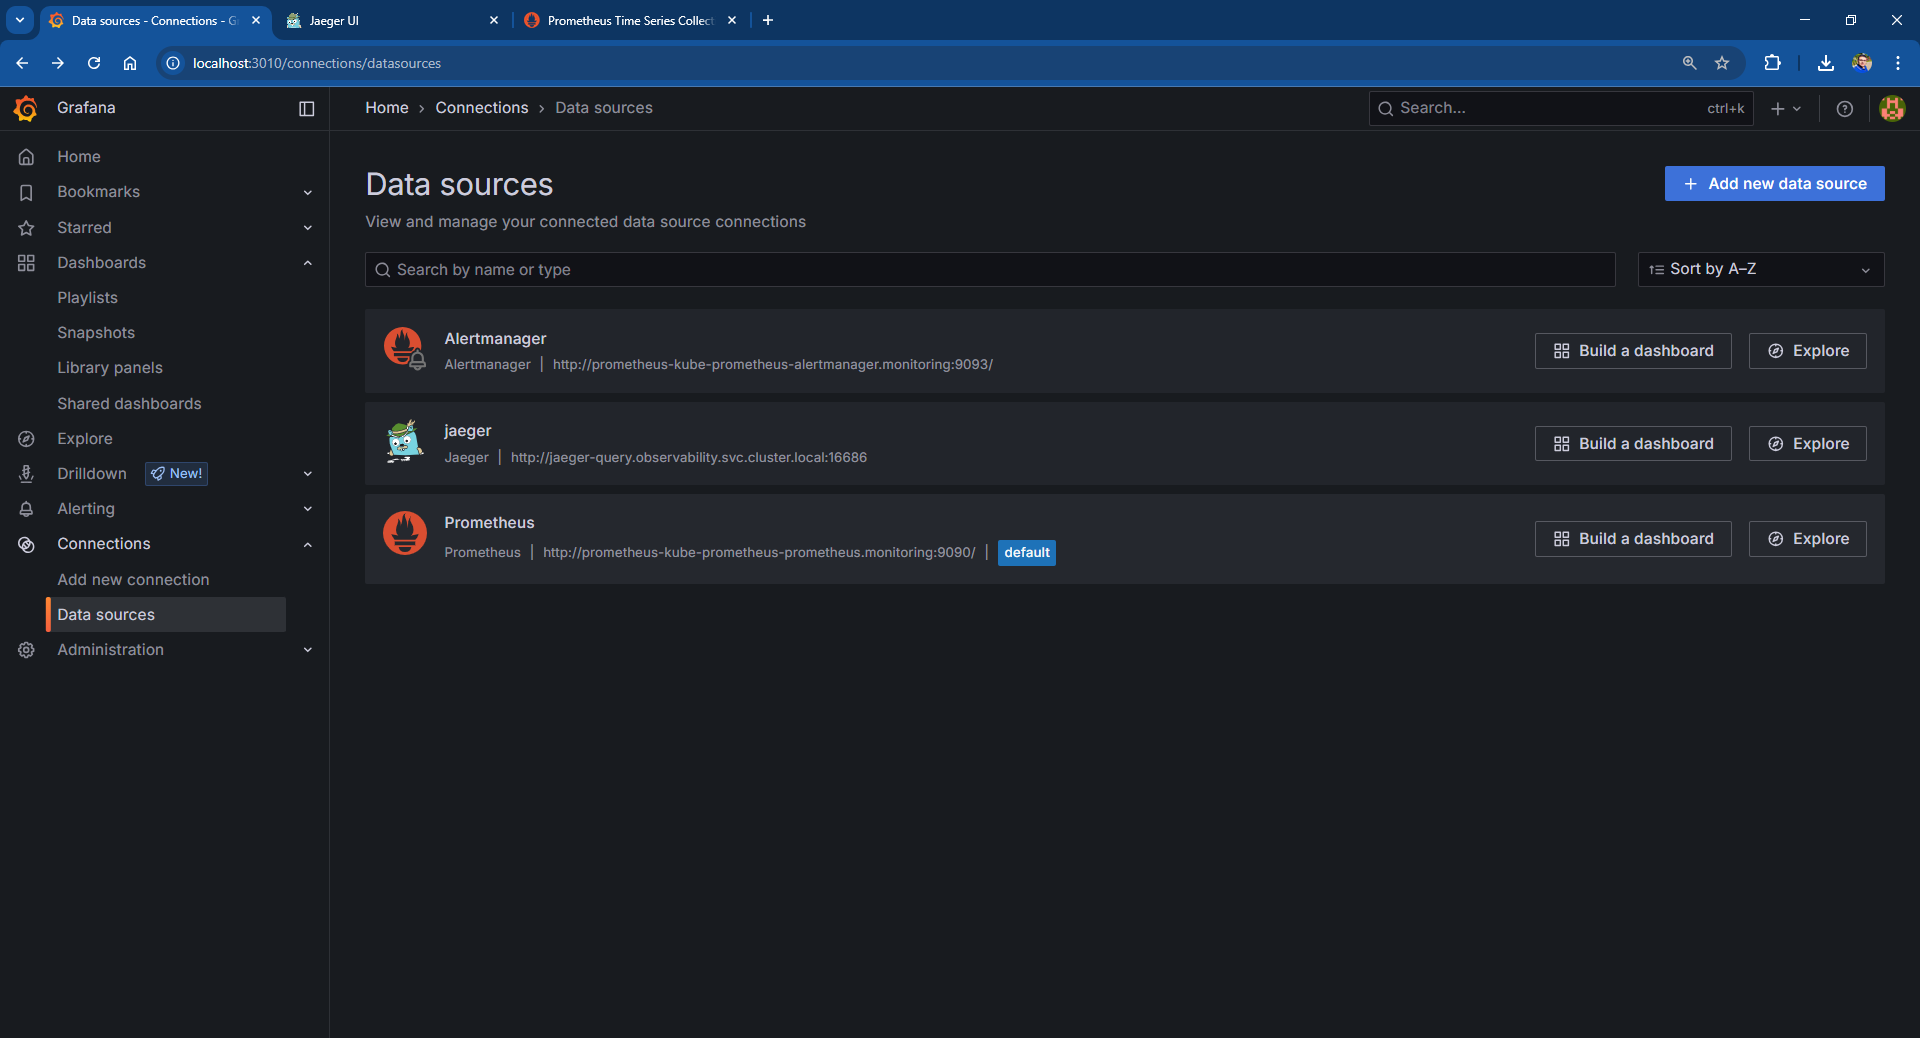 Data sources - Connections - G
Jaeger UI
Prometheus Time Series Collect
localhost:3010/connections/datasources
Grafana
Home › Connections › Data sources
Search...
ctrl+k
Home
Bookmarks
Starred
Dashboards
Playlists
Snapshots
Library panels
Shared dashboards
Explore
Drilldown New!
Alerting
Connections
Add new connection
Data sources
Administration
Data sources
Add new data source
View and manage your connected data source connections
Search by name or type
Sort by A–Z
Alertmanager
Alertmanager | http://prometheus-kube-prometheus-alertmanager.monitoring:9093/
Build a dashboard
Explore
jaeger
Jaeger | http://jaeger-query.observability.svc.cluster.local:16686
Build a dashboard
Explore
Prometheus
Prometheus | http://prometheus-kube-prometheus-prometheus.monitoring:9090/ | default
Build a dashboard
Explore